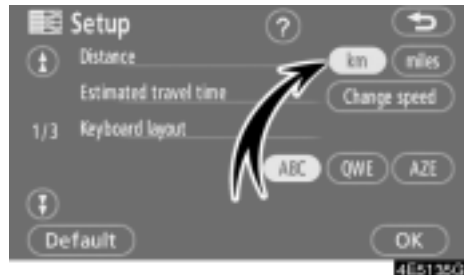 Setup ?
Distance km miles
Estimated travel time Change speed
1/3 Keyboard layout
ABC QWE AZE
Default OK
4E5135G